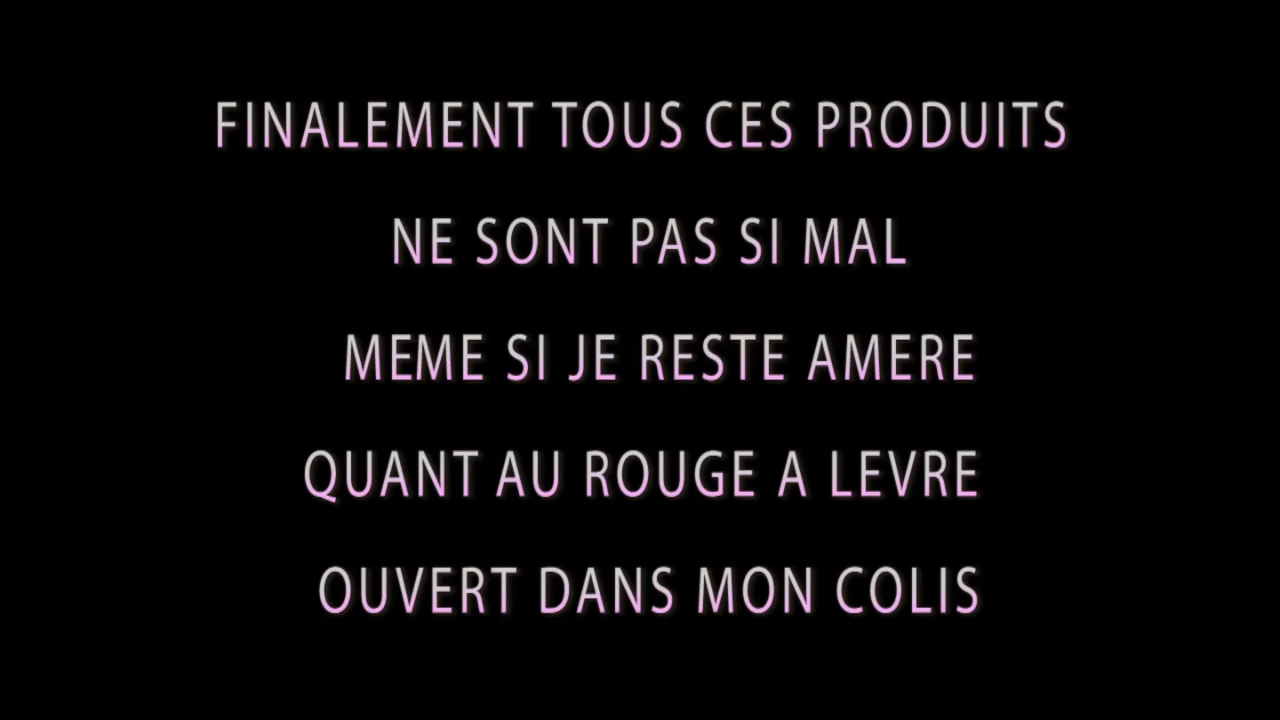 FINALEMENT TOUS CES PRODUITS
NE SONT PAS SI MAL
MEME SI JE RESTE AMERE
QUANT AU ROUGE A LEVRE
OUVERT DANS MON COLIS